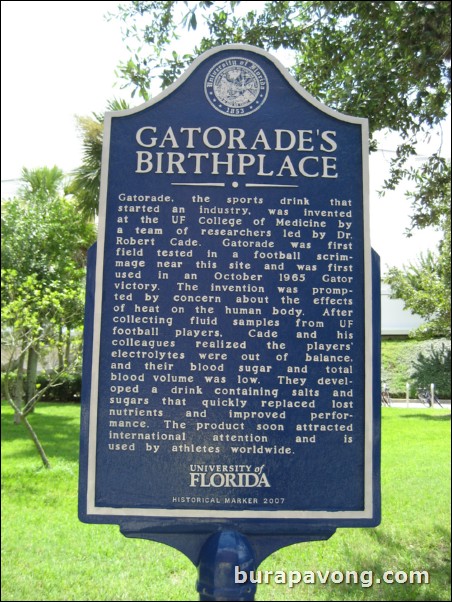 University of Florida
1853
GATORADE'S
BIRTHPLACE
Gatorade, the sports drink that
started an industry, was invented
at the UF College of Medicine by
a team of researchers led by Dr.
Robert Cade. Gatorade was first
field tested in a football scrim-
mage near this site and was first
used in an October 1965 Gator
victory. The invention was promp-
ted by concern about the effects
of heat on the human body. After
collecting fluid samples from UF
football players, Cade and his
colleagues realized the players'
electrolytes were out of balance,
and their blood sugar and total
blood volume was low. They devel-
oped a drink containing salts and
sugars that quickly replaced lost
nutrients and improved perfor-
mance. The product soon attracted
international attention and is
used by athletes worldwide.
UNIVERSITY of
FLORIDA
HISTORICAL MARKER 2007
burapavong.com